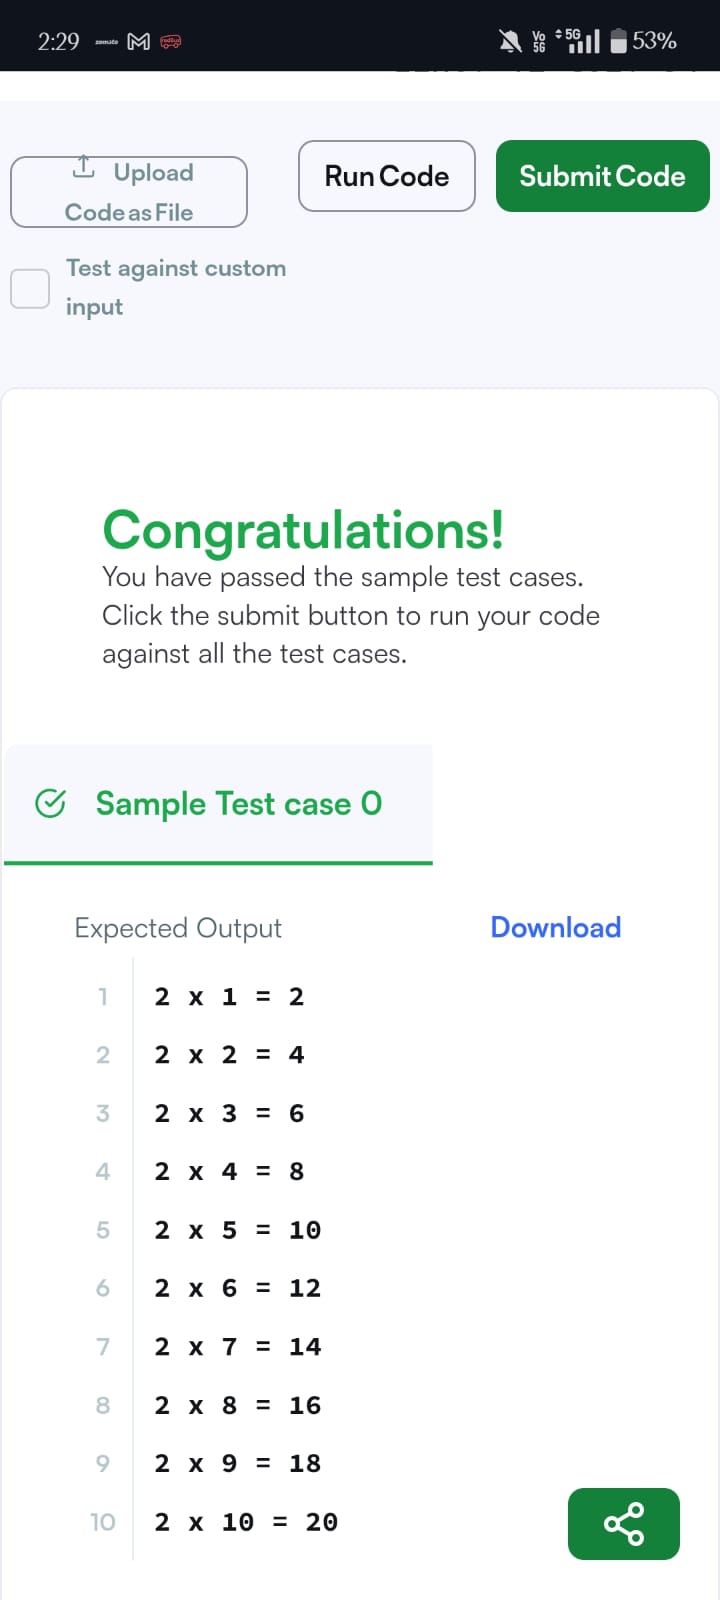 2:29 zomato redBus Vo 5G 5G 53%
Upload
Code as File
Run Code
Submit Code
Test against custom
input
Congratulations!
You have passed the sample test cases.
Click the submit button to run your code
against all the test cases.
Sample Test case 0
Expected Output
Download
1 2 x 1 = 2
2 2 x 2 = 4
3 2 x 3 = 6
4 2 x 4 = 8
5 2 x 5 = 10
6 2 x 6 = 12
7 2 x 7 = 14
8 2 x 8 = 16
9 2 x 9 = 18
10 2 x 10 = 20